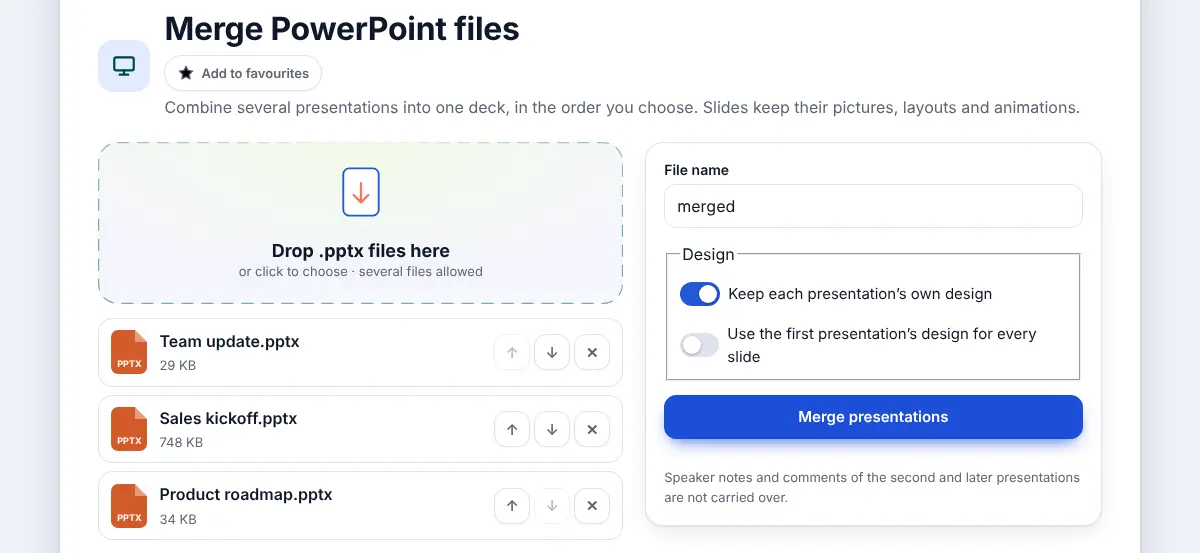 Merge PowerPoint files
Add to favourites
Combine several presentations into one deck, in the order you choose. Slides keep their pictures, layouts and animations.
Drop .pptx files here
or click to choose · several files allowed
PPTX
Team update.pptx
29 KB
PPTX
Sales kickoff.pptx
748 KB
PPTX
Product roadmap.pptx
34 KB
File name
merged
Design
Keep each presentation’s own design
Use the first presentation’s design for every
slide
Merge presentations
Speaker notes and comments of the second and later presentations
are not carried over.